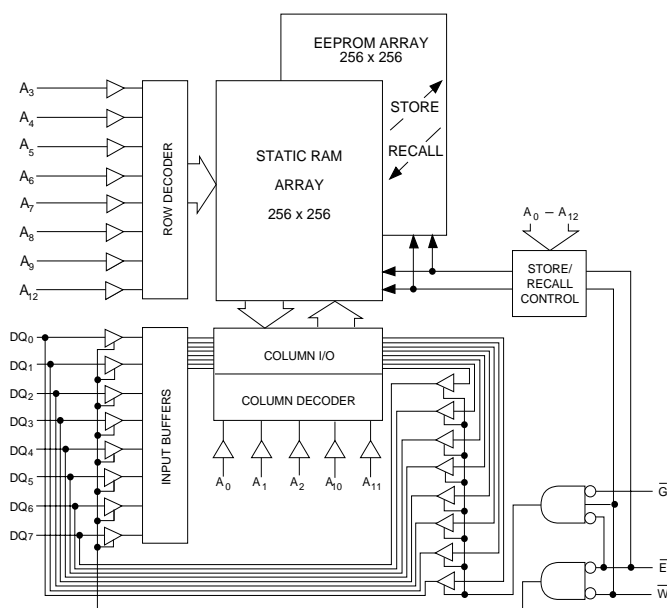 EEPROM ARRAY
256 x 256
STORE
RECALL
A3
A4
A5
A6
A7
A8
A9
A12
ROW DECODER
STATIC RAM
ARRAY
256 x 256
A0 – A12
STORE/
RECALL
CONTROL
DQ0
DQ1
DQ2
DQ3
DQ4
DQ5
DQ6
DQ7
INPUT BUFFERS
COLUMN I/O
COLUMN DECODER
A0
A1
A2
A10
A11
G
E
W